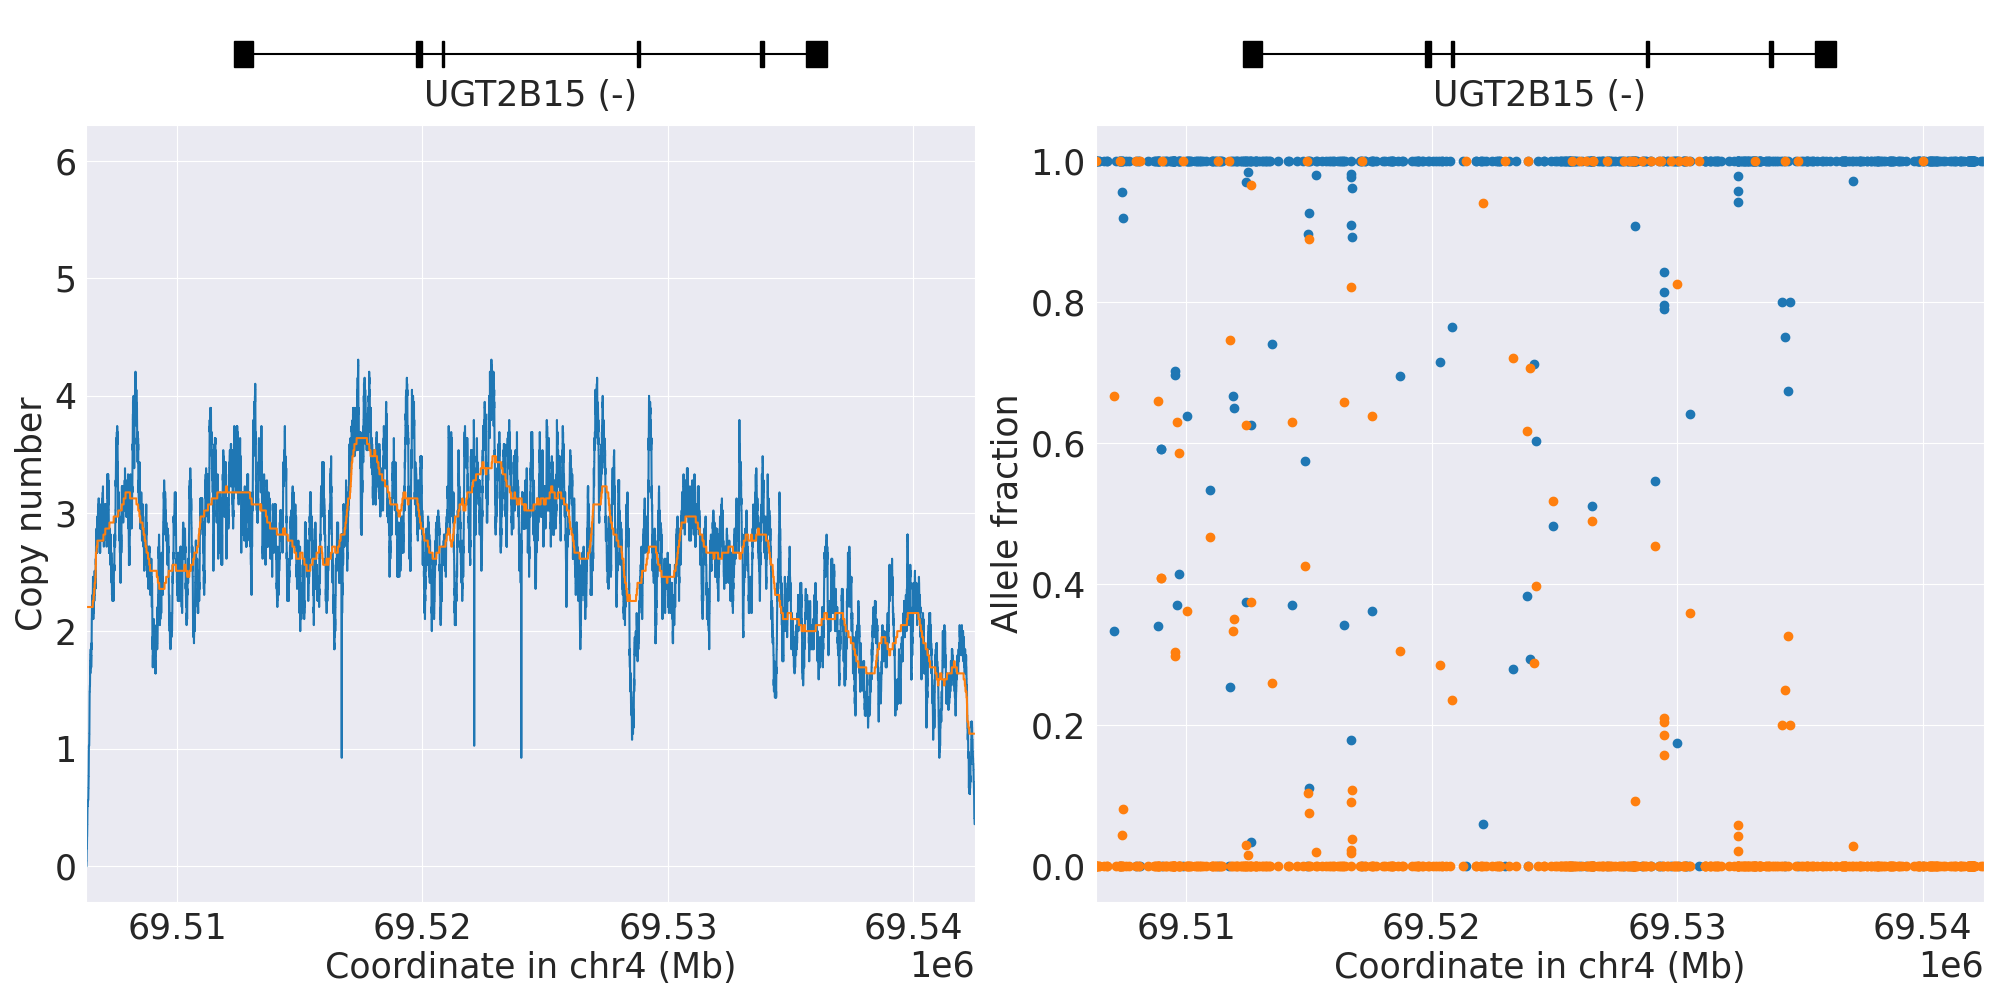 UGT2B15 (-)
UGT2B15 (-)
6
5
4
3
2
1
0
Copy number
69.51
69.52
69.53
69.54
Coordinate in chr4 (Mb)
1e6
1.0
0.8
0.6
0.4
0.2
0.0
Allele fraction
69.51
69.52
69.53
69.54
Coordinate in chr4 (Mb)
1e6